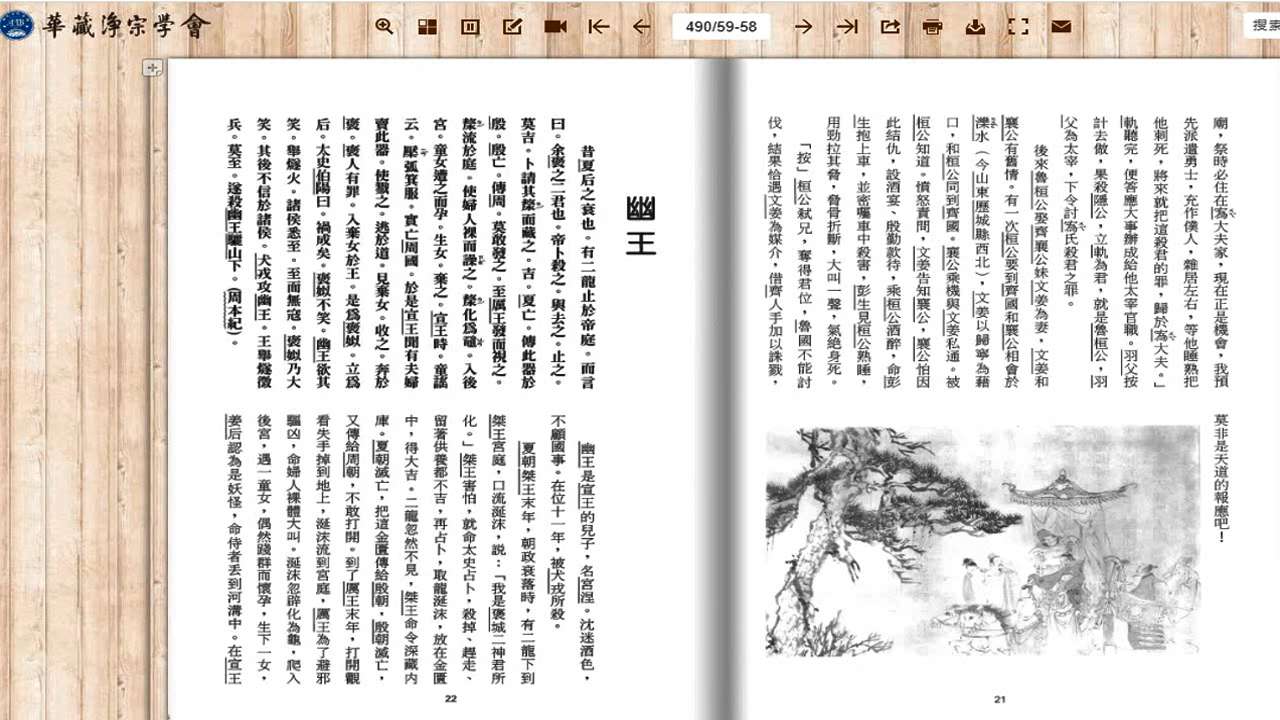 華藏淨宗學會
490/59-58
搜索
廟，祭時必住在寪大夫家，現在正是機會，我預
先派遣勇士，充作僕人，雜居左右，等他睡熟把
他刺死，將來就把這殺君的罪，歸於寪大夫。」
軌聽完，便答應大事辦成給他太宰官職。羽父按
計去做，果殺隱公，立軌為君，就是魯桓公，羽
父為太宰，下令討寪氏殺君之罪。
後來魯桓公娶齊襄公妹文姜為妻，文姜和
襄公有舊情。有一次桓公要到齊國和襄公相會於
濼水（今山東歷城縣西北），文姜以歸寧為藉
口，和桓公同到齊國。襄公乘機與文姜私通。被
桓公知道。憤怒責問，文姜告知襄公，襄公怕因
此結仇，設酒宴、殷勤款待，乘桓公酒醉，命彭
生抱上車，並密囑車中殺害，彭生見桓公熟睡，
用勁拉其脅，脅骨折斷，大叫一聲，氣絕身死。
「按」桓公弒兄，奪得君位，魯國不能討
伐，結果恰遇文姜為媒介，借齊人手加以誅戮，
莫非是天道的報應吧！
21
幽王
昔夏后之衰也。有二龍止於帝庭。而言
曰。余褒之二君也。帝卜殺之。與去之。止之。
莫吉。卜請其漦而藏之。吉。夏亡。傳此器於
殷。殷亡。傳周。莫敢發之。至厲王發而視之。
漦流於庭。使婦人裸而譟之。漦化為黿。入後
宮。童女遭之而孕。生女。棄之。宣王時。童謠
云。壓弧箕服。實亡周國。於是宣王聞有夫婦
賣此器。使戮之。逃於道。見棄女。收之。奔於
褒。褒人有罪。入棄女於王。是為褒姒。立為
后。太史伯陽曰。禍成矣。褒姒不笑。幽王欲其
笑。舉燧火。諸侯悉至。至而無寇。褒姒乃大
笑。其後不信於諸侯。犬戎攻幽王。王舉燧徵
兵。莫至。遂殺幽王驪山下。（周本紀）。
幽王是宣王的兒子，名宮涅。沈迷酒色，
不顧國事。在位十一年，被犬戎所殺。
夏朝桀王末年，朝政衰落時，有二龍下到
桀王宮庭，口流涎沫，說：「我是褒城二神君所
化。」桀王害怕，就命太史占卜，殺掉、趕走、
留著供養都不吉，再占卜，取龍涎沫，放在金匱
中，得大吉。二龍忽然不見，桀王命令深藏內
庫。夏朝滅亡，把這金匱傳給殷朝，殷朝滅亡，
又傳給周朝，不敢打開。到了厲王末年，打開觀
看失手掉到地上，涎沫流到宮庭，厲王為了避邪
驅凶，命婦人裸體大叫。涎沫忽辟化為龜，爬入
後宮，遇一童女，偶然踐群而懷孕，生下一女，
姜后認為是妖怪，命侍者丟到河溝中。在宣王
22